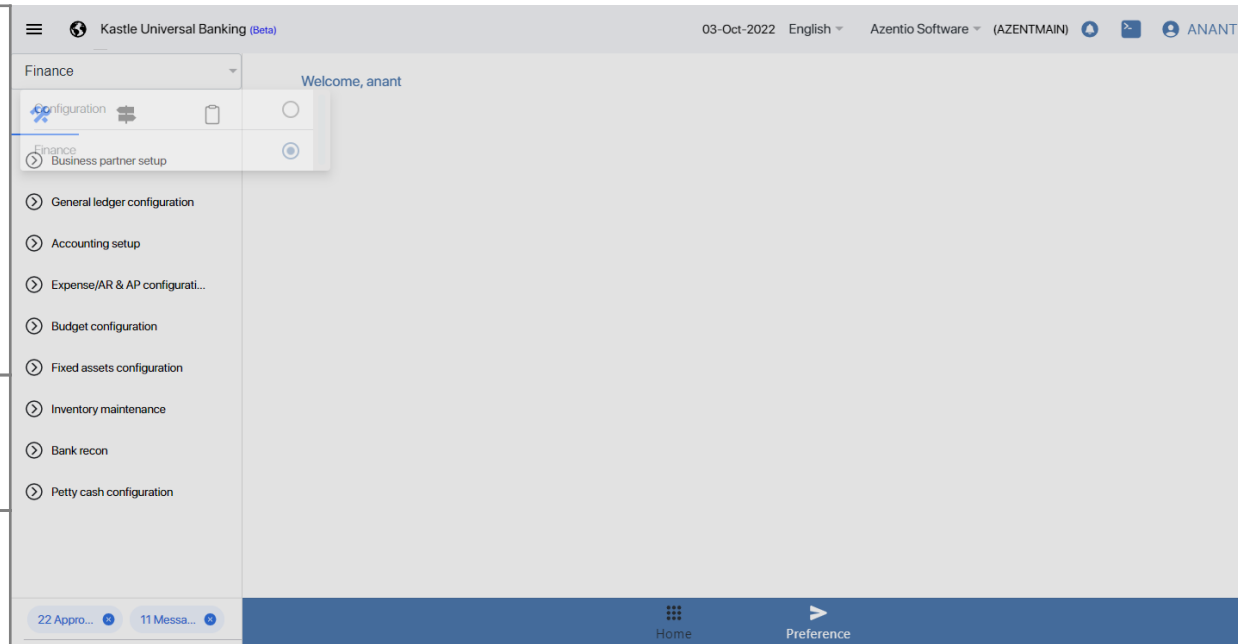 Kastle Universal Banking (Beta) 03-Oct-2022 English Azentio Software (AZENTMAIN) ANANT
Finance
Welcome, anant
Configuration
Finance
Business partner setup
General ledger configuration
Accounting setup
Expense/AR & AP configurati...
Budget configuration
Fixed assets configuration
Inventory maintenance
Bank recon
Petty cash configuration
22 Appro... 11 Messa...
Home Preference